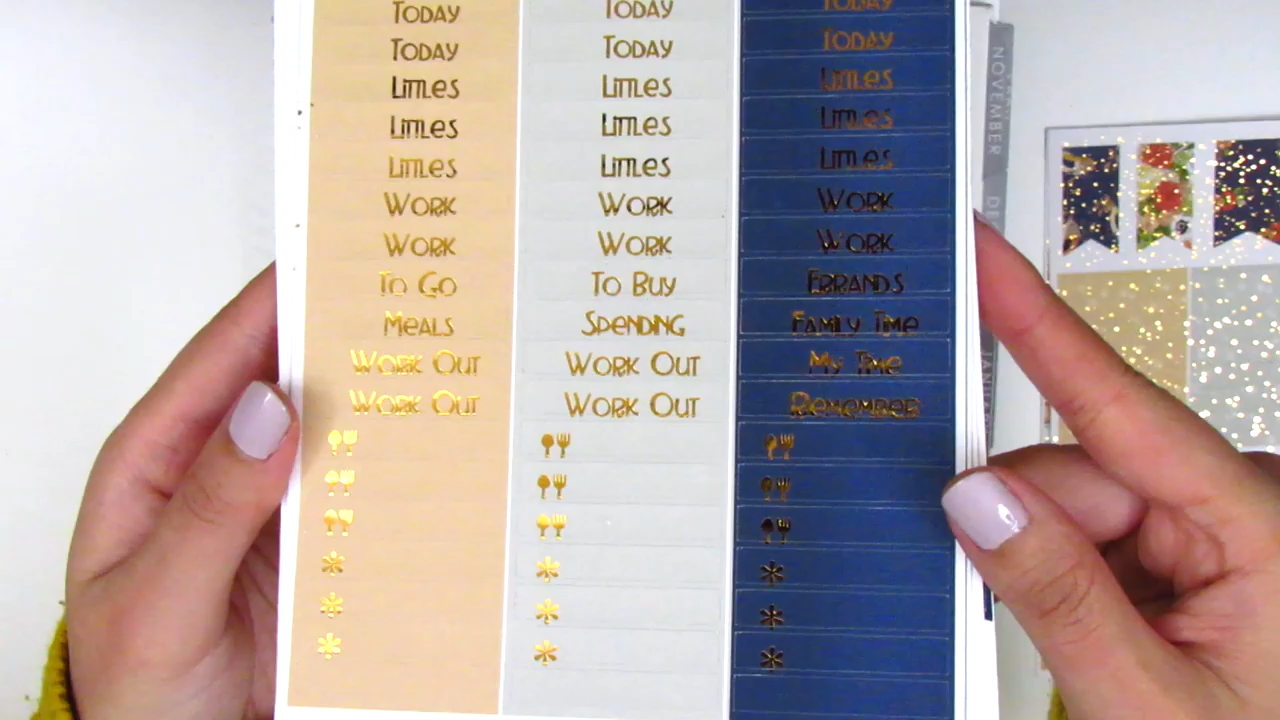 Today Today Today
Today Today Today
Littles Littles Littles
Littles Littles Littles
Littles Littles Littles
Work Work Work
Work Work Work
To Go To Buy Errands
Meals Spending Family Time
Work Out Work Out My Time
Work Out Work Out Remember
NOVEMBER